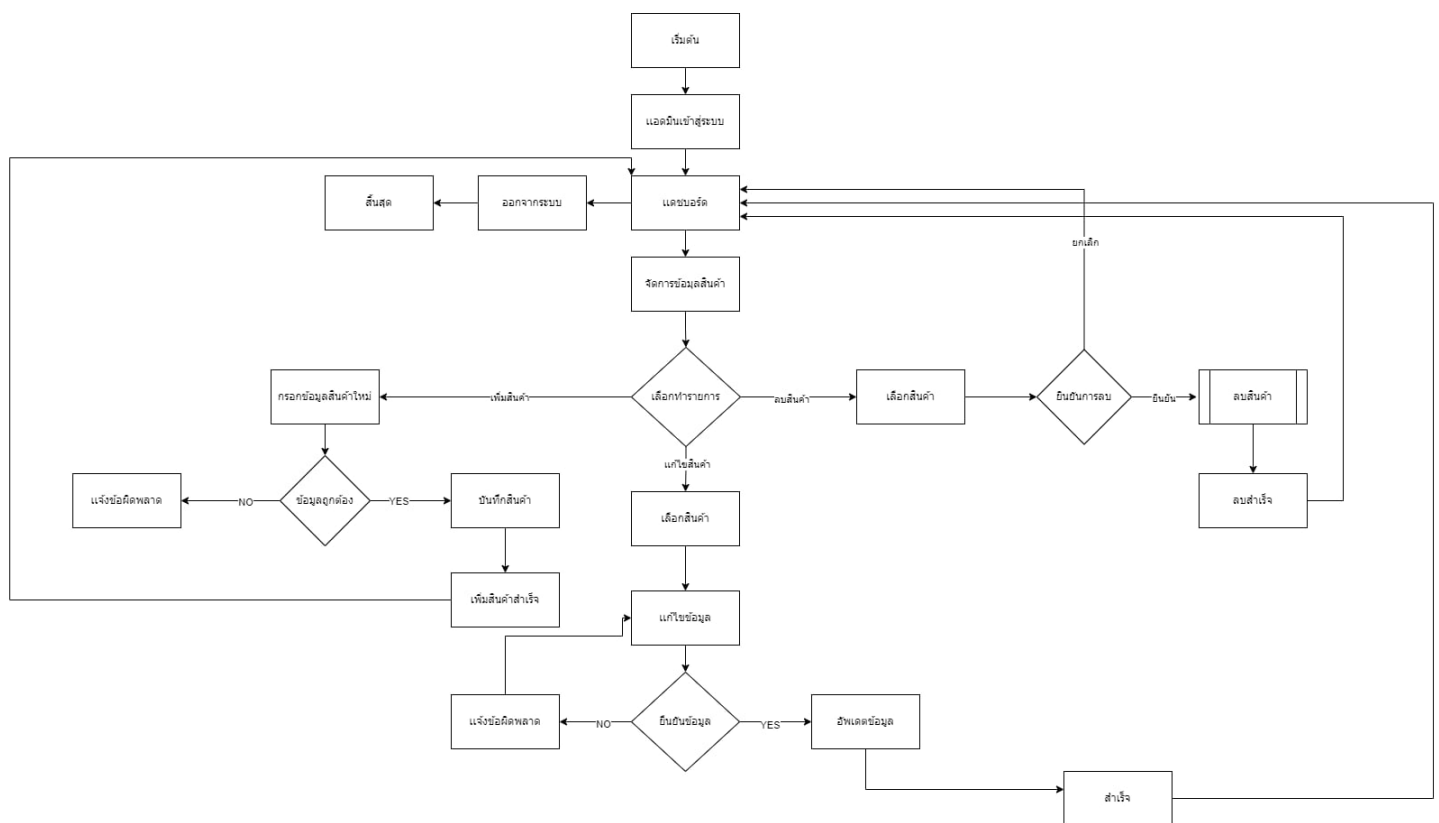 เริ่มต้น
แอดมินเข้าสู่ระบบ
สิ้นสุด
ออกจากระบบ
แดชบอร์ด
ยกเลิก
จัดการข้อมูลสินค้า
กรอกข้อมูลสินค้าใหม่
เพิ่มสินค้า
เลือกทำรายการ
ลบสินค้า
เลือกสินค้า
ยืนยันการลบ
ยืนยัน
ลบสินค้า
แก้ไขสินค้า
แจ้งข้อผิดพลาด
NO
ข้อมูลถูกต้อง
YES
บันทึกสินค้า
เลือกสินค้า
ลบสำเร็จ
เพิ่มสินค้าสำเร็จ
แก้ไขข้อมูล
แจ้งข้อผิดพลาด
NO
ยืนยันข้อมูล
YES
อัพเดตข้อมูล
สำเร็จ